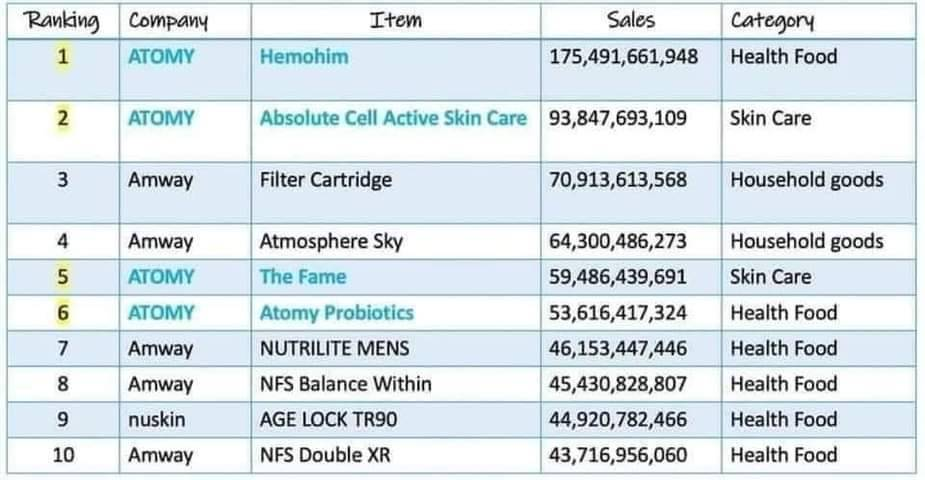 Ranking Company Item Sales Category
1 ATOMY Hemohim 175,491,661,948 Health Food
2 ATOMY Absolute Cell Active Skin Care 93,847,693,109 Skin Care
3 Amway Filter Cartridge 70,913,613,568 Household goods
4 Amway Atmosphere Sky 64,300,486,273 Household goods
5 ATOMY The Fame 59,486,439,691 Skin Care
6 ATOMY Atomy Probiotics 53,616,417,324 Health Food
7 Amway NUTRILITE MENS 46,153,447,446 Health Food
8 Amway NFS Balance Within 45,430,828,807 Health Food
9 nuskin AGE LOCK TR90 44,920,782,466 Health Food
10 Amway NFS Double XR 43,716,956,060 Health Food